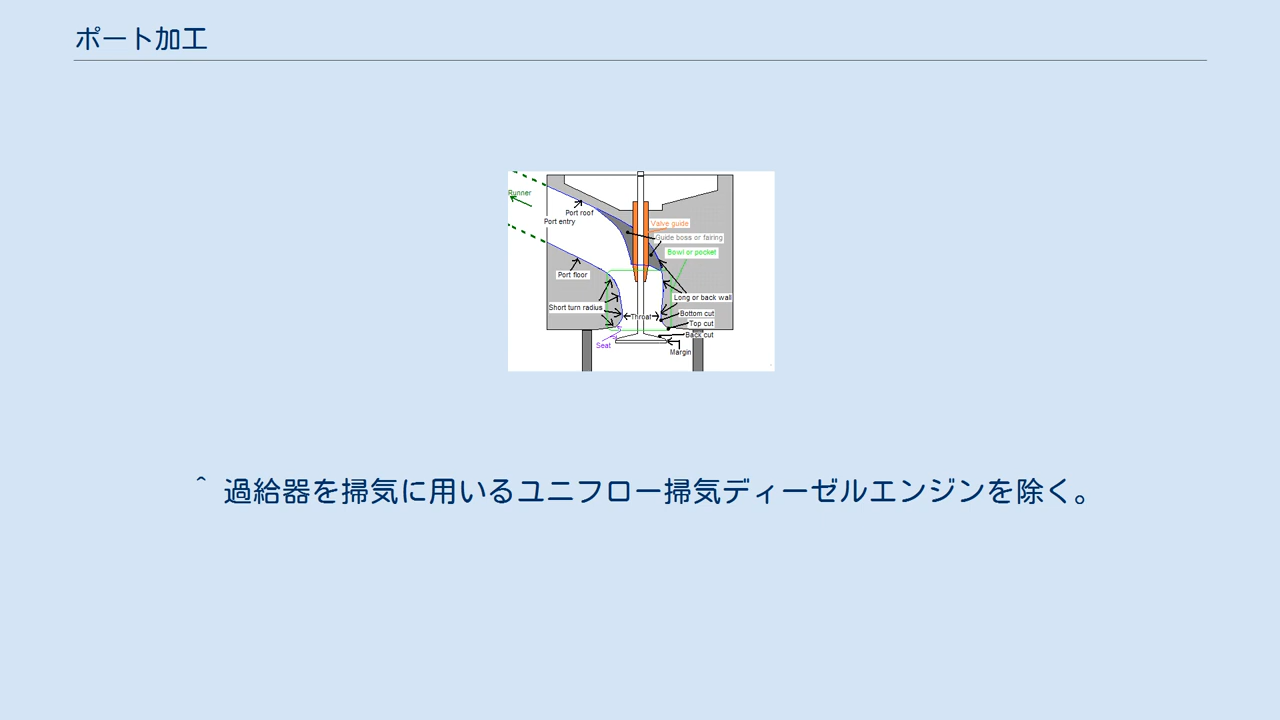 ポート加工
Runner
Port roof
Port entry
Valve guide
Guide boss or fairing
Bowl or pocket
Port floor
Long or back wall
Short turn radius
Throat
Bottom cut
Top cut
Back cut
Seat
Margin
^ 過給器を掃気に用いるユニフロー掃気ディーゼルエンジンを除く。